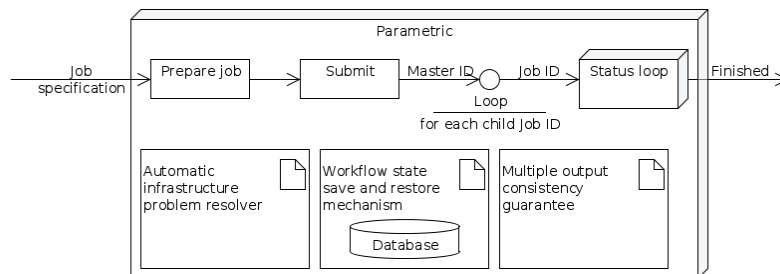 Parametric
Job
specification
Prepare job
Submit
Master ID
Loop
for each child Job ID
Job ID
Status loop
Finished
Automatic
infrastructure
problem resolver
Workflow state
save and restore
mechanism
Database
Multiple output
consistency
guarantee